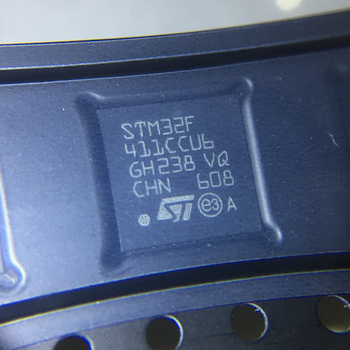 STM32F
411CCU6
GH238 VQ
CHN 608
ST e3 A